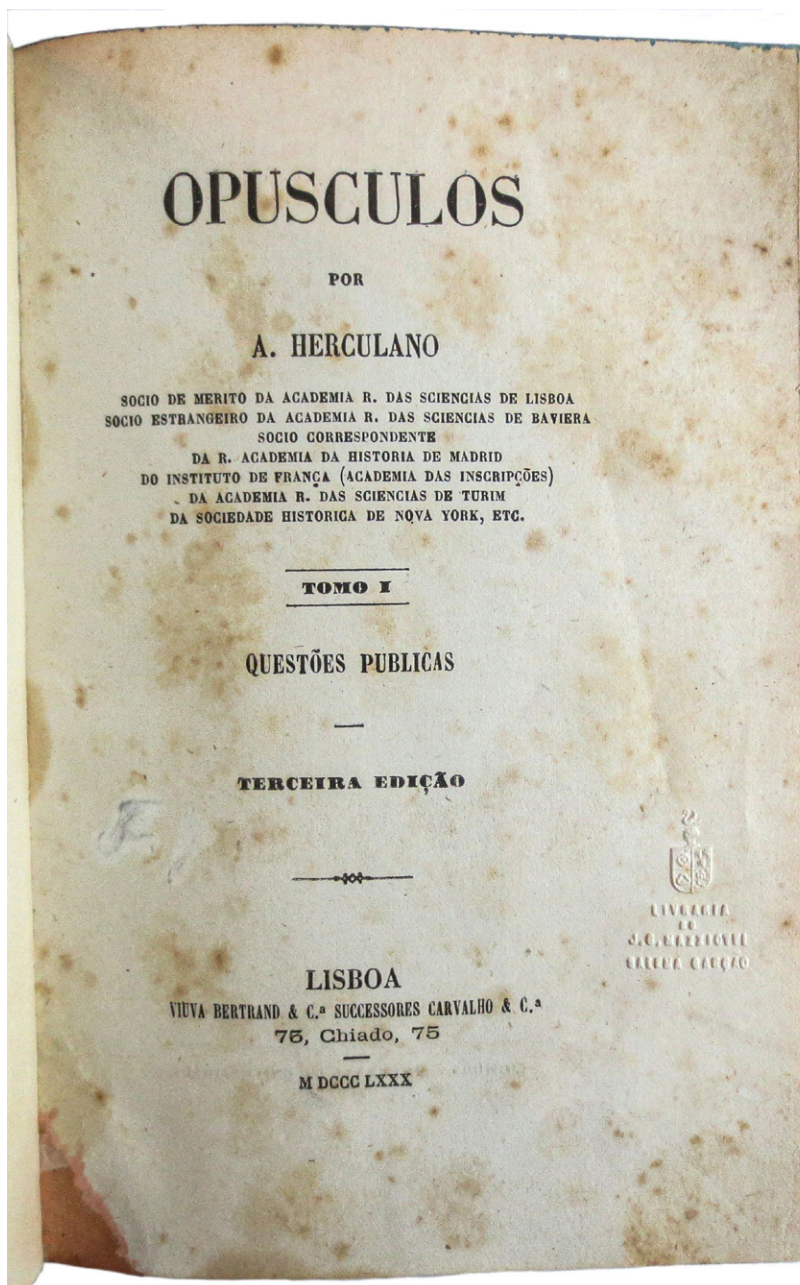 OPUSCULOS
POR
A. HERCULANO
SOCIO DE MERITO DA ACADEMIA R. DAS SCIENCIAS DE LISBOA
SOCIO ESTRANGEIRO DA ACADEMIA R. DAS SCIENCIAS DE BAVIERA
SOCIO CORRESPONDENTE
DA R. ACADEMIA DA HISTORIA DE MADRID
DO INSTITUTO DE FRANÇA (ACADEMIA DAS INSCRIPÇÕES)
DA ACADEMIA R. DAS SCIENCIAS DE TURIM
DA SOCIEDADE HISTORICA DE NOVA YORK, ETC.
TOMO I
QUESTÕES PUBLICAS
TERCEIRA EDIÇÃO
LIVRARIA
DE
LISBOA
VIUVA BERTRAND & C.ª SUCCESSORES CARVALHO & C.ª
75, Chiado, 75
M DCCC LXXX